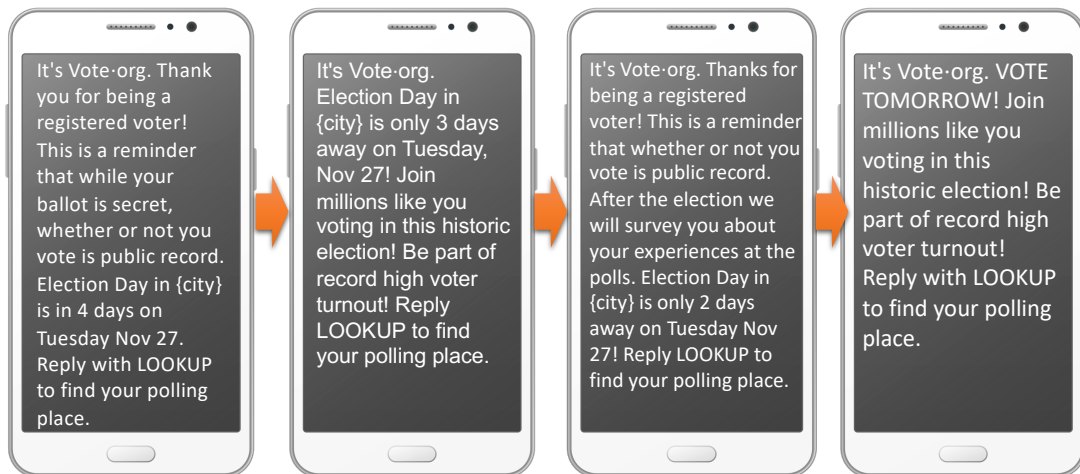 It's Vote·org. Thank
you for being a
registered voter!
This is a reminder
that while your
ballot is secret,
whether or not you
vote is public record.
Election Day in {city}
is in 4 days on
Tuesday Nov 27.
Reply with LOOKUP
to find your polling
place.
It's Vote·org.
Election Day in
{city} is only 3 days
away on Tuesday,
Nov 27! Join
millions like you
voting in this historic
election! Be part of
record high voter
turnout! Reply
LOOKUP to find
your polling place.
It's Vote·org. Thanks for
being a registered
voter! This is a reminder
that whether or not you
vote is public record.
After the election we
will survey you about
your experiences at the
polls. Election Day in
{city} is only 2 days
away on Tuesday Nov
27! Reply LOOKUP to
find your polling place.
It's Vote·org. VOTE
TOMORROW! Join
millions like you
voting in this
historic election! Be
part of record high
voter turnout!
Reply with LOOKUP
to find your polling
place.